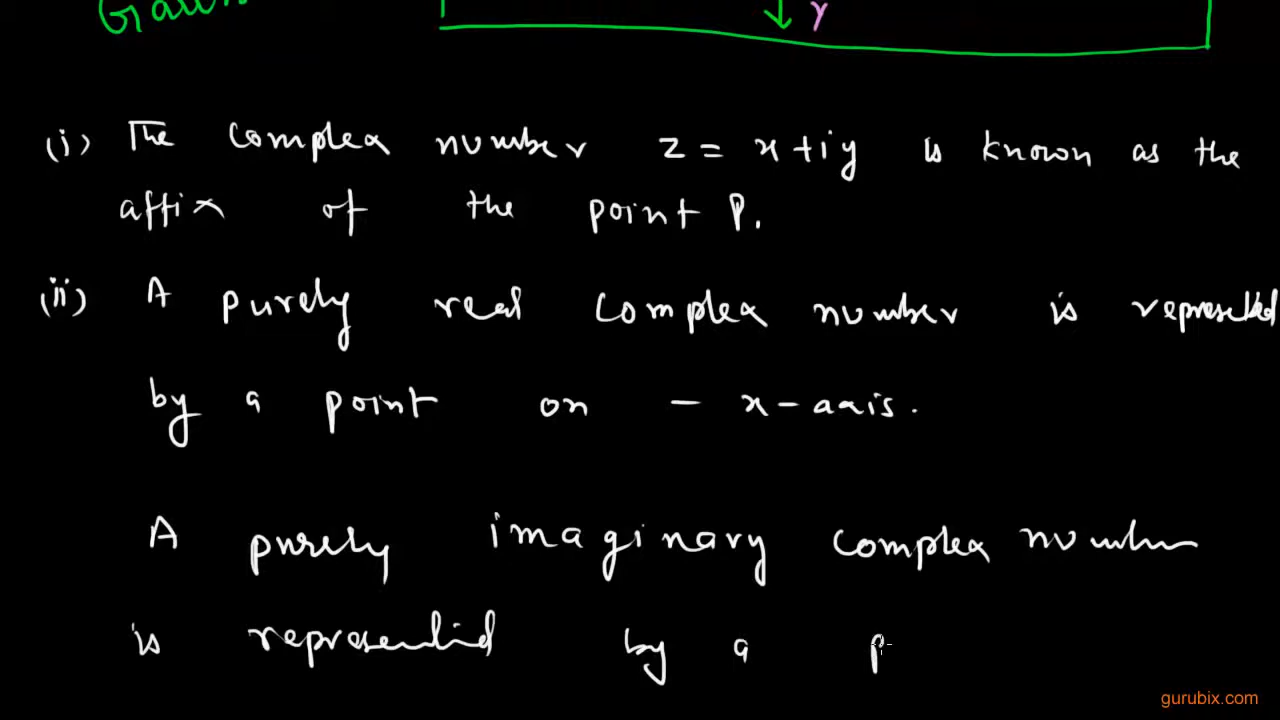 Y
(i) The complex number z = x+iy is known as the
affix of the point P.
(ii) A purely real complex number is represented
by a point on - x-axis.
A purely imaginary complex number
is represented by a p
gurubix.com